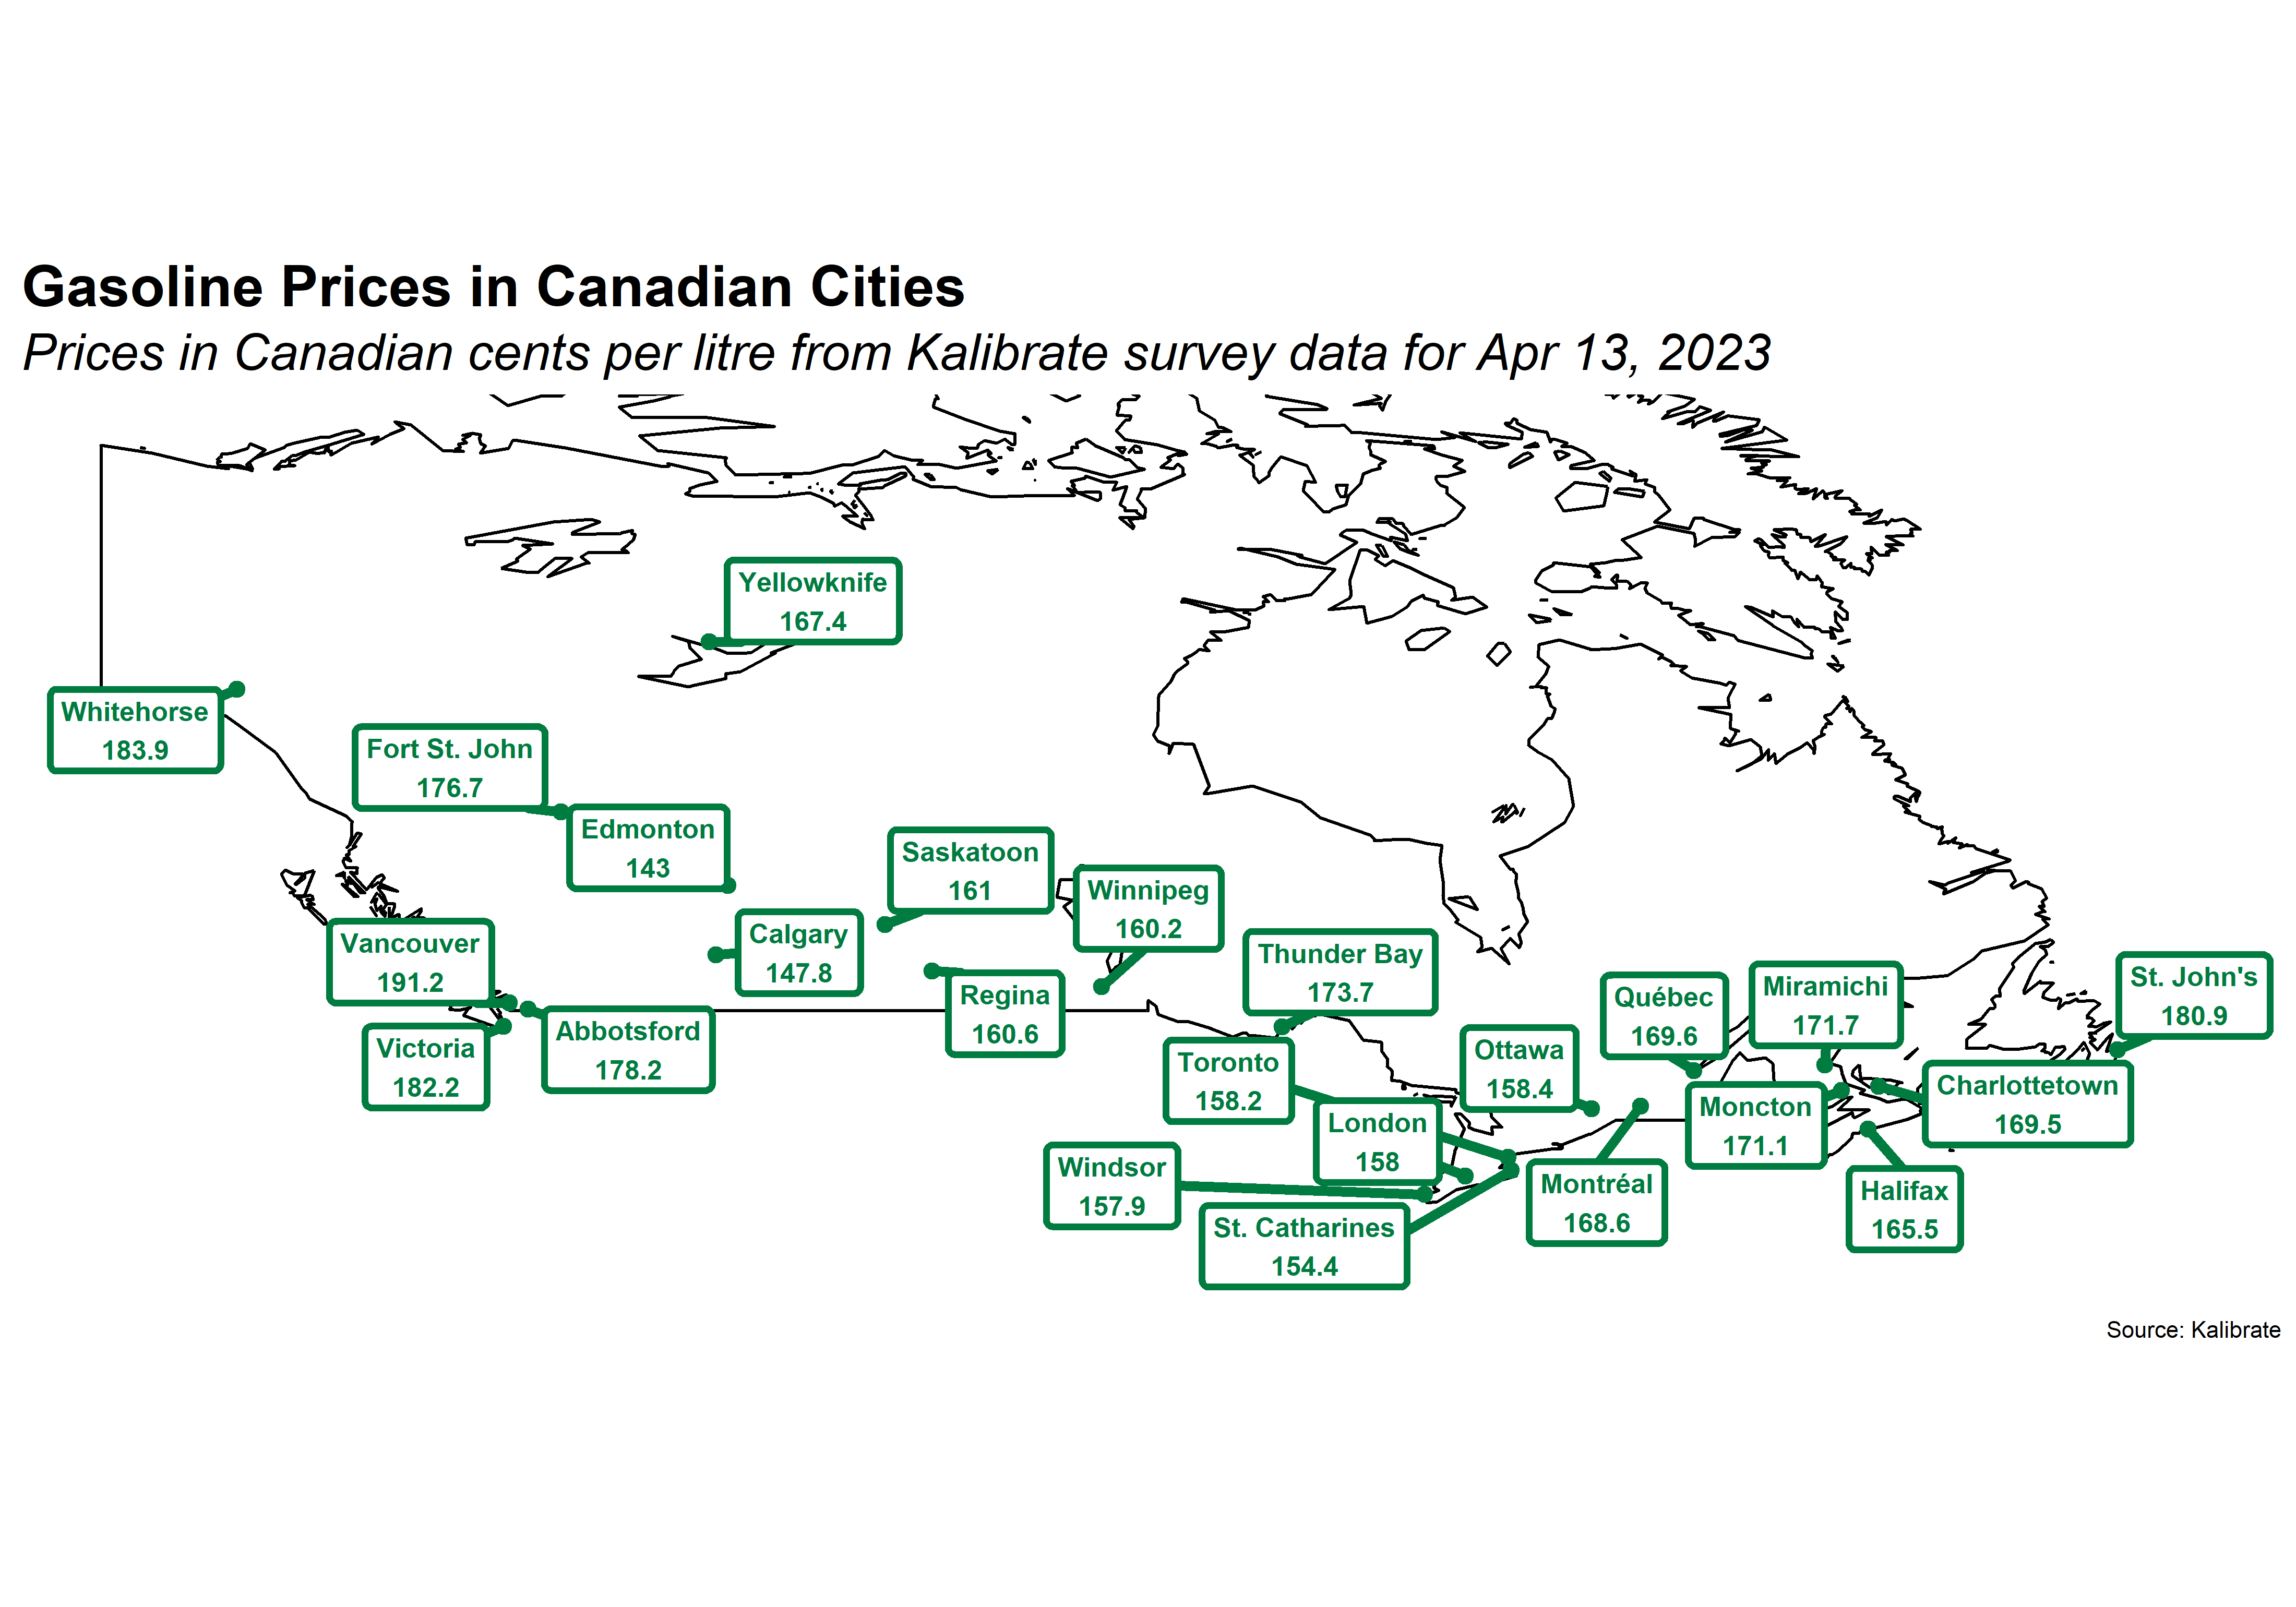 Gasoline Prices in Canadian Cities
Prices in Canadian cents per litre from Kalibrate survey data for Apr 13, 2023
Yellowknife
167.4
Whitehorse
183.9
Fort St. John
176.7
Edmonton
143
Saskatoon
161
Winnipeg
160.2
Calgary
147.8
Vancouver
191.2
Regina
160.6
Thunder Bay
173.7
Abbotsford
178.2
Victoria
182.2
Québec
169.6
Miramichi
171.7
St. John's
180.9
Toronto
158.2
Ottawa
158.4
London
158
Moncton
171.1
Charlottetown
169.5
Windsor
157.9
St. Catharines
154.4
Montréal
168.6
Halifax
165.5
Source: Kalibrate